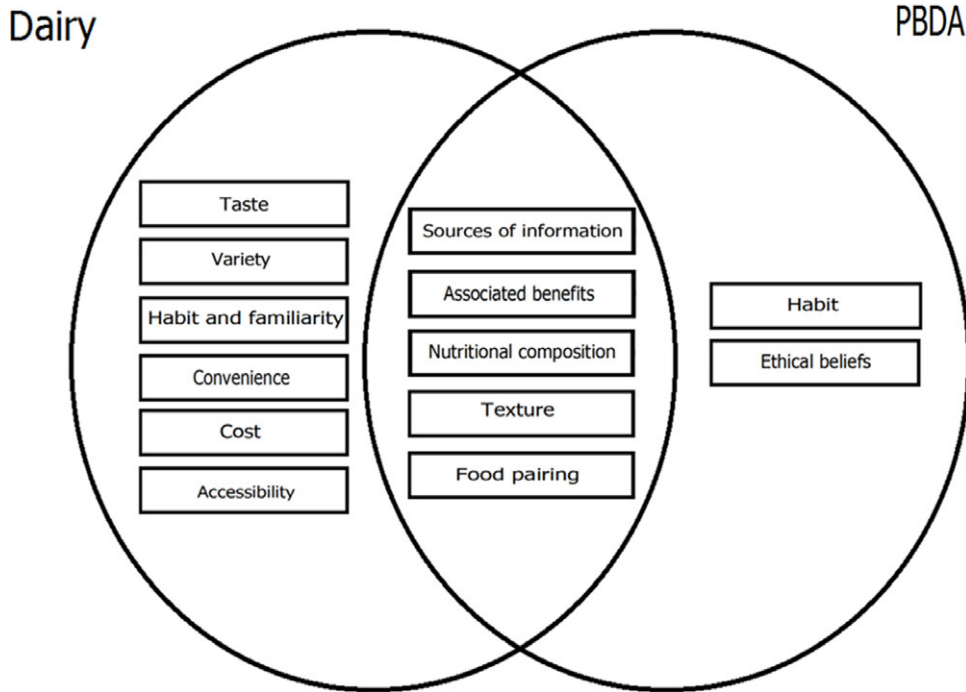 Dairy
PBDA
Taste
Variety
Habit and familiarity
Convenience
Cost
Accessibility
Sources of information
Associated benefits
Nutritional composition
Texture
Food pairing
Habit
Ethical beliefs